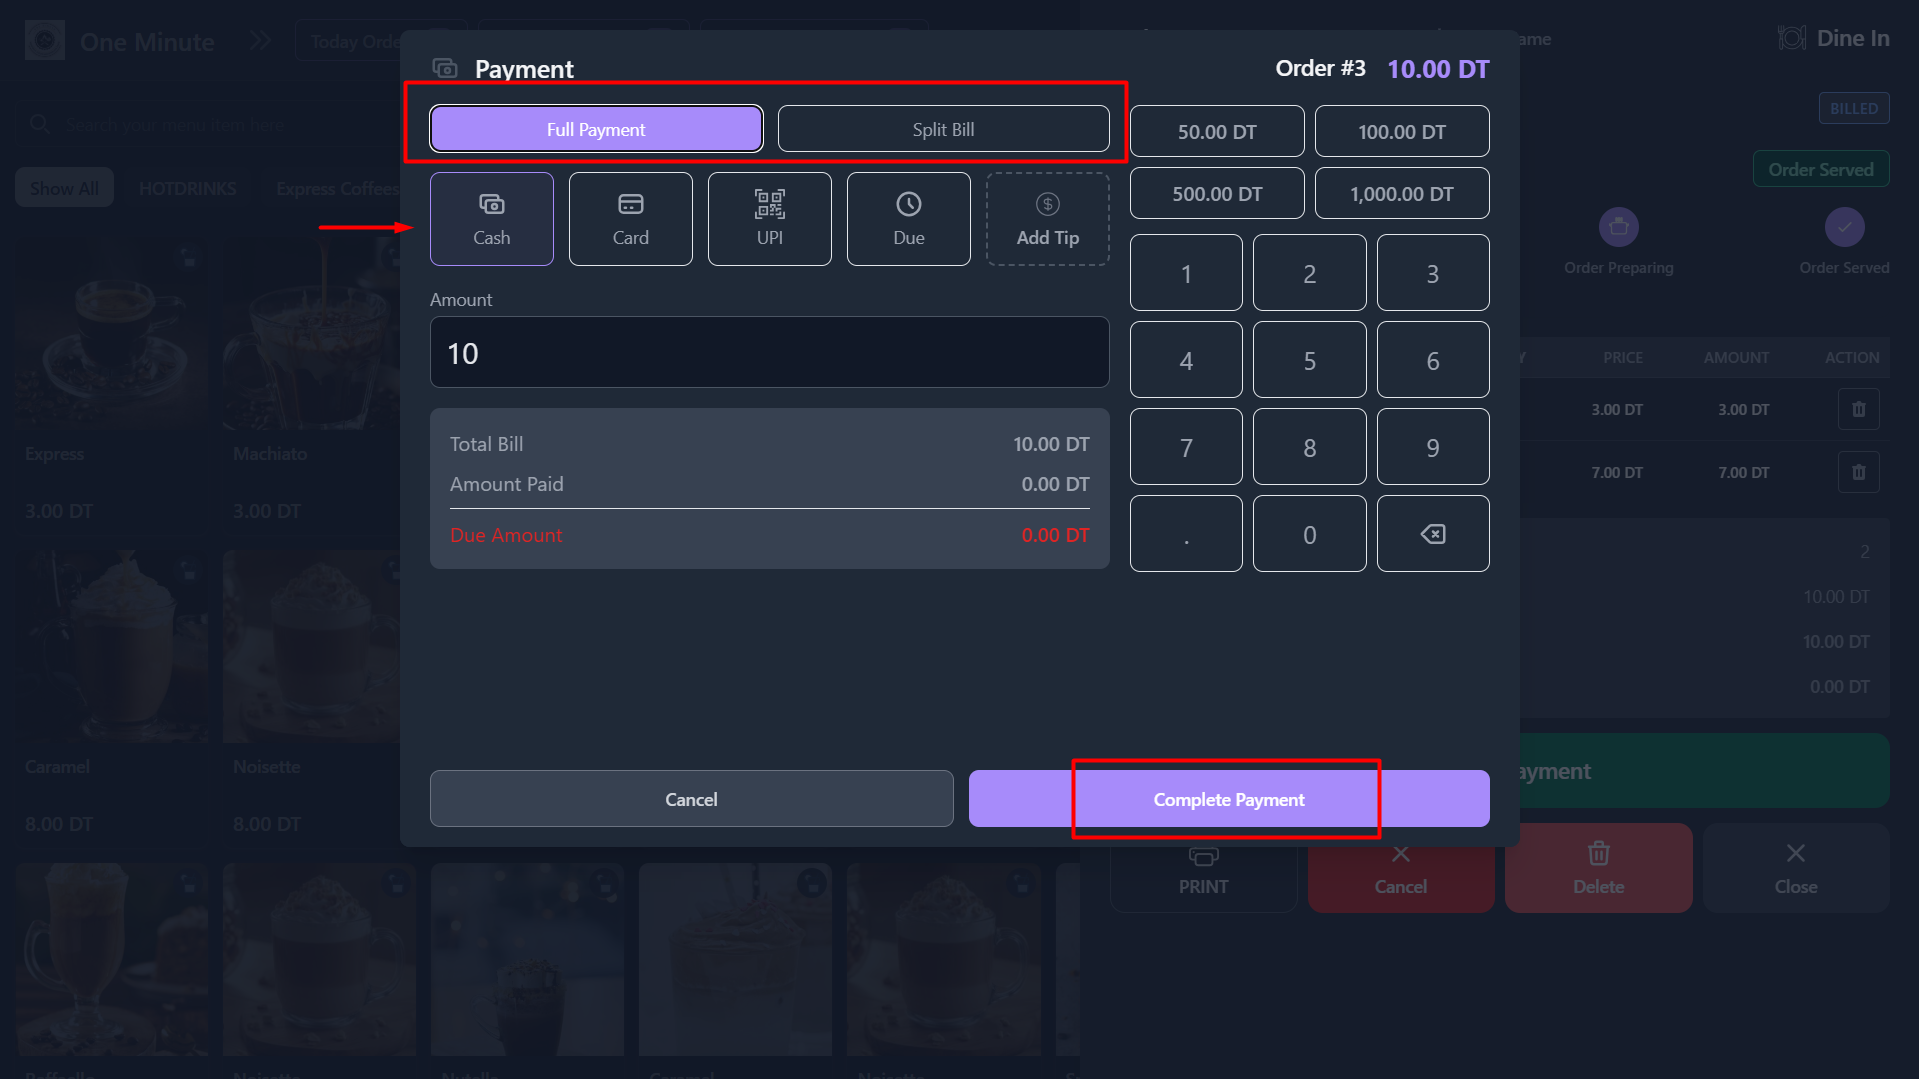 One Minute
Today Orde
ame
Dine In
Payment
Order #3
10.00 DT
Full Payment
Split Bill
50.00 DT
100.00 DT
BILLED
Search your menu item here
Show All
HOTDRINKS
Express Coffees
Cash
Card
UPI
Due
Add Tip
500.00 DT
1,000.00 DT
Order Served
Order Preparing
Order Served
Amount
10
1
2
3
4
5
6
7
8
9
.
0
Y
PRICE
AMOUNT
ACTION
3.00 DT
3.00 DT
7.00 DT
7.00 DT
Total Bill
10.00 DT
Amount Paid
0.00 DT
Due Amount
0.00 DT
Express
Machiato
3.00 DT
3.00 DT
2
10.00 DT
10.00 DT
0.00 DT
Caramel
Noisette
8.00 DT
8.00 DT
Cancel
Complete Payment
ayment
PRINT
Cancel
Delete
Close